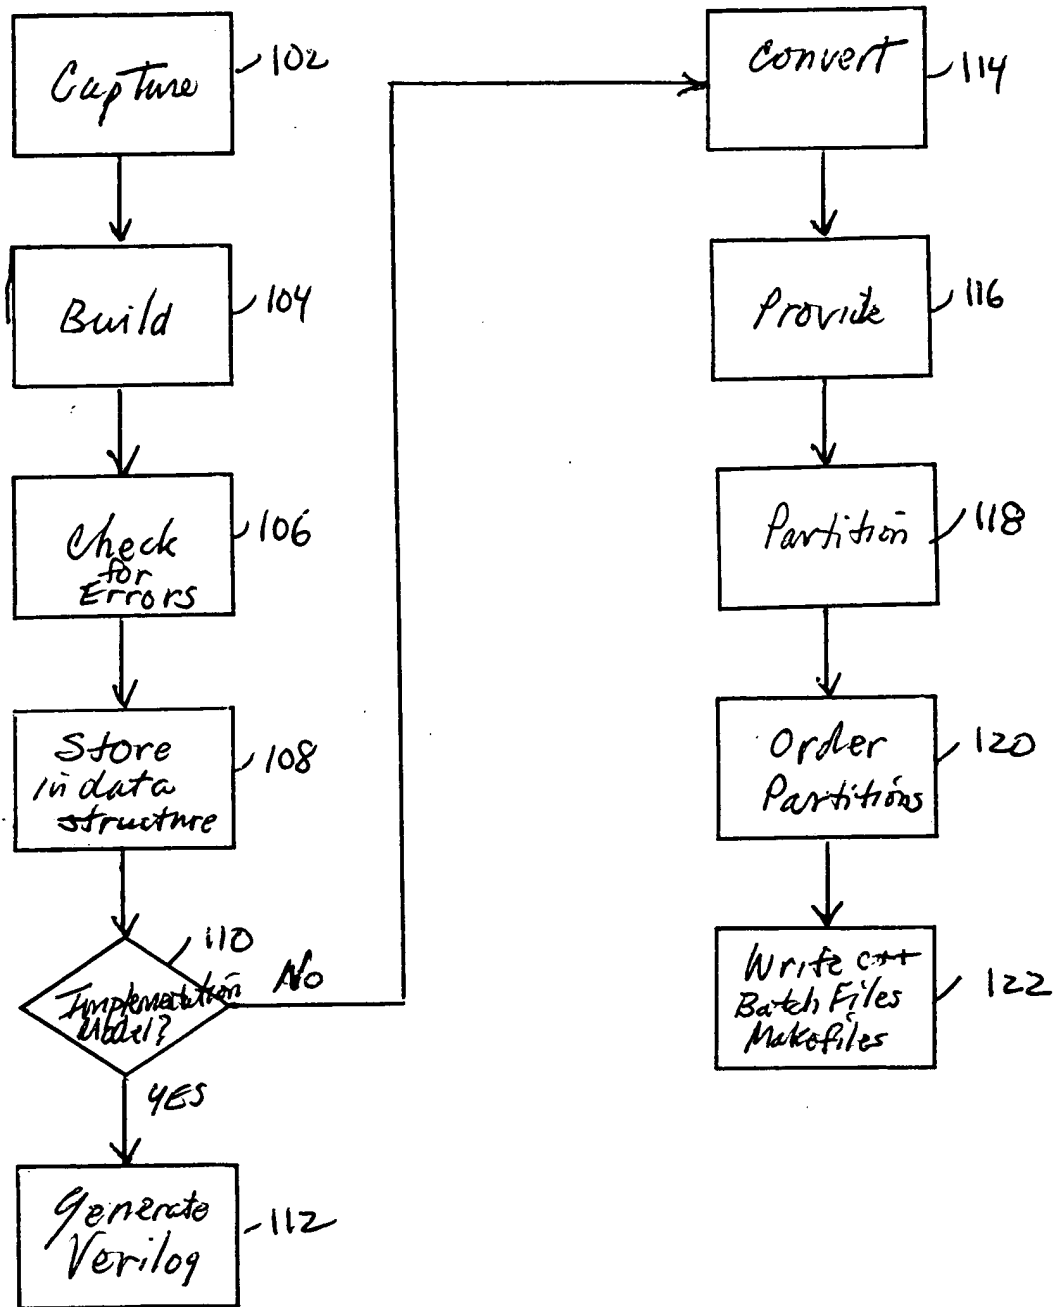 Capture
102
Build
104
Check
for
Errors
106
Store
in data
structure
108
Implementation
Model?
110
No
YES
Generate
Verilog
112
Convert
114
Provide
116
Partition
118
Order
Partitions
120
Write C++
Batch Files
Makefiles
122